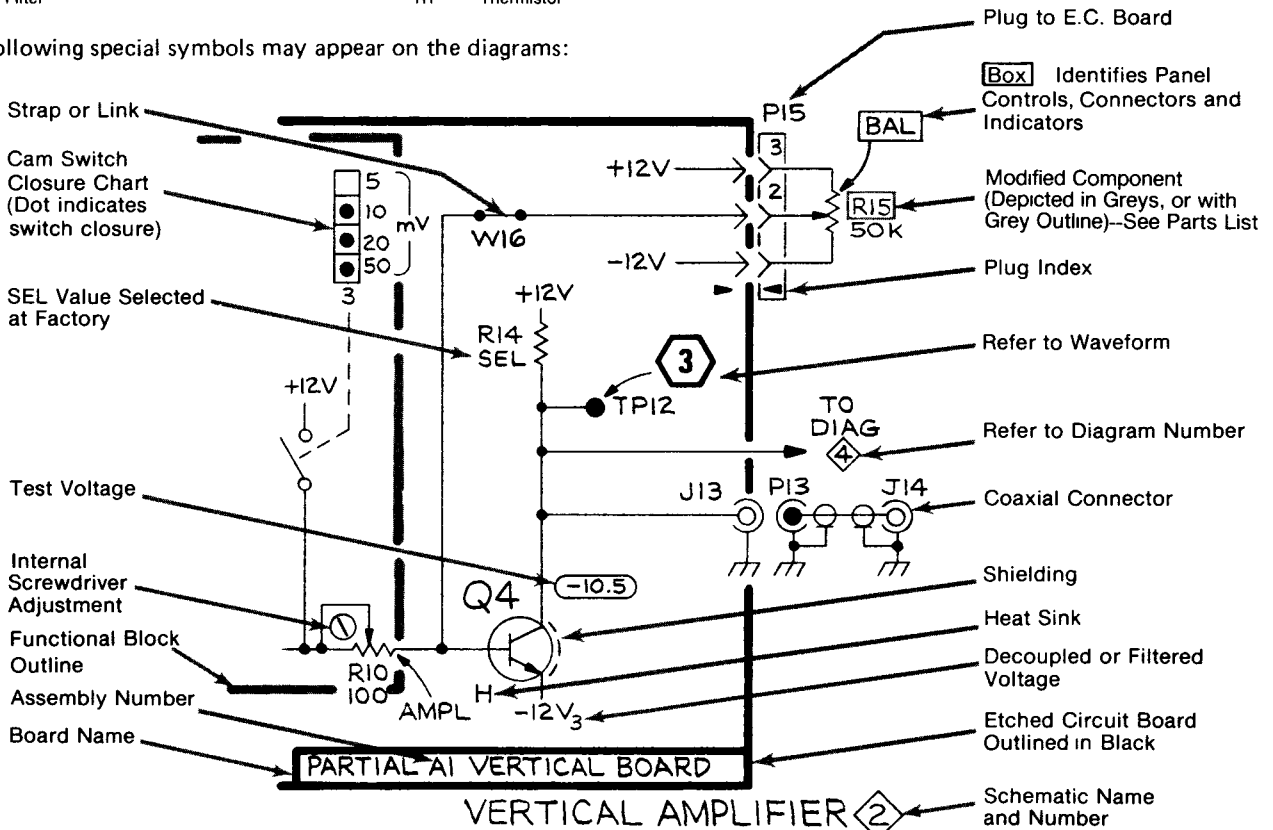 Thermistor
ollowing special symbols may appear on the diagrams:
Plug to E.C. Board
Box Identifies Panel
Controls, Connectors and
Indicators
Strap or Link
Cam Switch
Closure Chart
(Dot indicates
switch closure)
Modified Component
(Depicted in Greys, or with
Grey Outline)--See Parts List
Plug Index
SEL Value Selected
at Factory
Refer to Waveform
Refer to Diagram Number
Test Voltage
Coaxial Connector
Internal
Screwdriver
Adjustment
Shielding
Heat Sink
Functional Block
Outline
Decoupled or Filtered
Voltage
Assembly Number
Board Name
Etched Circuit Board
Outlined in Black
Schematic Name
and Number
P15
BAL
3
2
+12V
-12V
R15
50K
5
10
20
50
mV
3
W16
+12V
R14
SEL
3
TP12
+12V
TO
DIAG
4
J13
P13
J14
-10.5
Q4
R10
100
AMPL
H
-12V3
PARTIAL A1 VERTICAL BOARD
VERTICAL AMPLIFIER 2